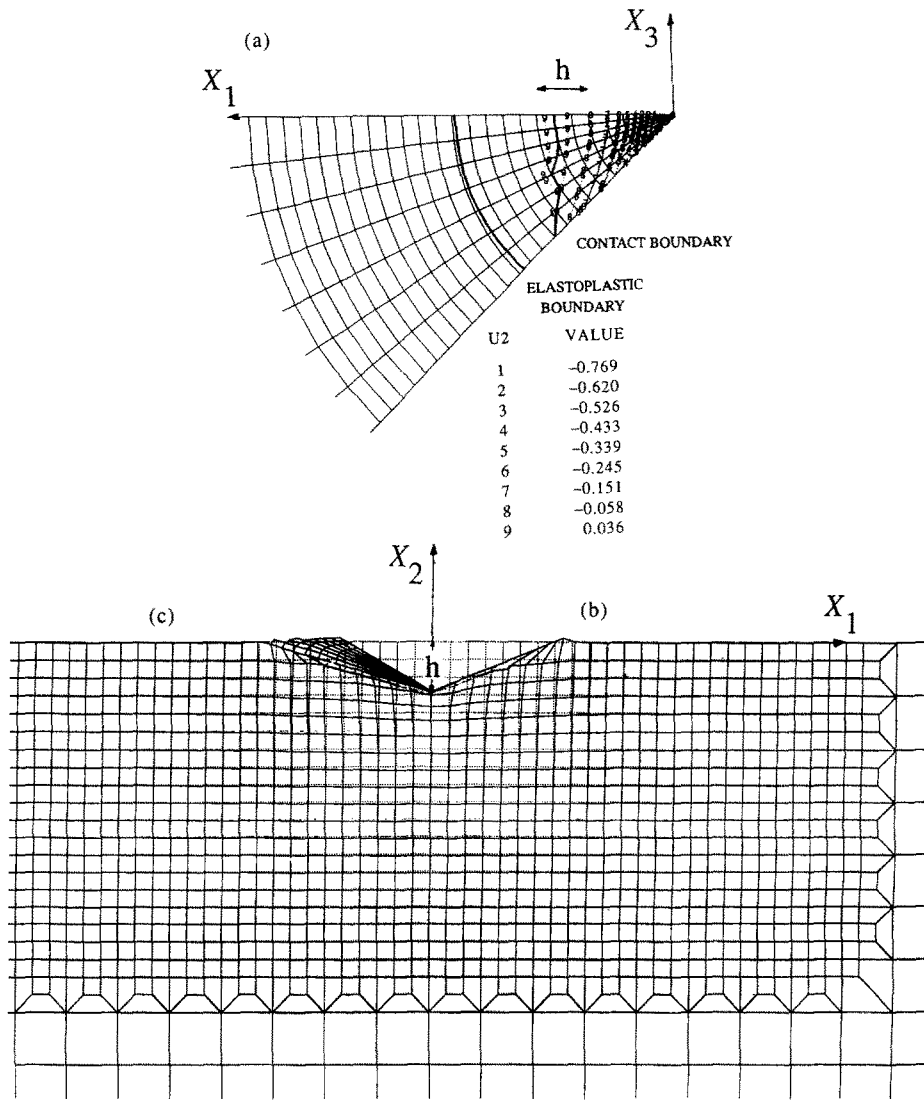 (a)
X3
X1
h
CONTACT BOUNDARY
ELASTOPLASTIC
BOUNDARY
U2 VALUE
1 −0.769
2 −0.620
3 −0.526
4 −0.433
5 −0.339
6 −0.245
7 −0.151
8 −0.058
9 0.036
X2
(c)
(b)
X1
h